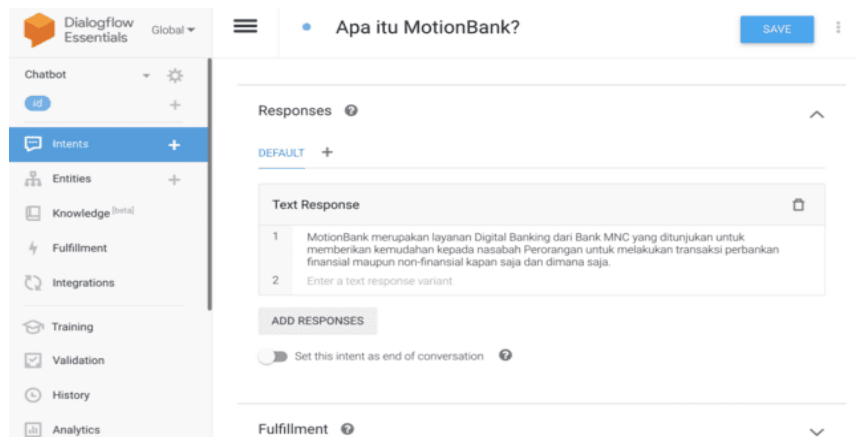 Dialogflow
Essentials
Global
Apa itu MotionBank?
SAVE
Chatbot
id
Intents
Entities
Knowledge [beta]
Fulfillment
Integrations
Training
Validation
History
Analytics
Responses
DEFAULT
Text Response
1 MotionBank merupakan layanan Digital Banking dari Bank MNC yang ditunjukan untuk
memberikan kemudahan kepada nasabah Perorangan untuk melakukan transaksi perbankan
finansial maupun non-finansial kapan saja dan dimana saja.
2 Enter a text response variant
ADD RESPONSES
Set this intent as end of conversation
Fulfillment